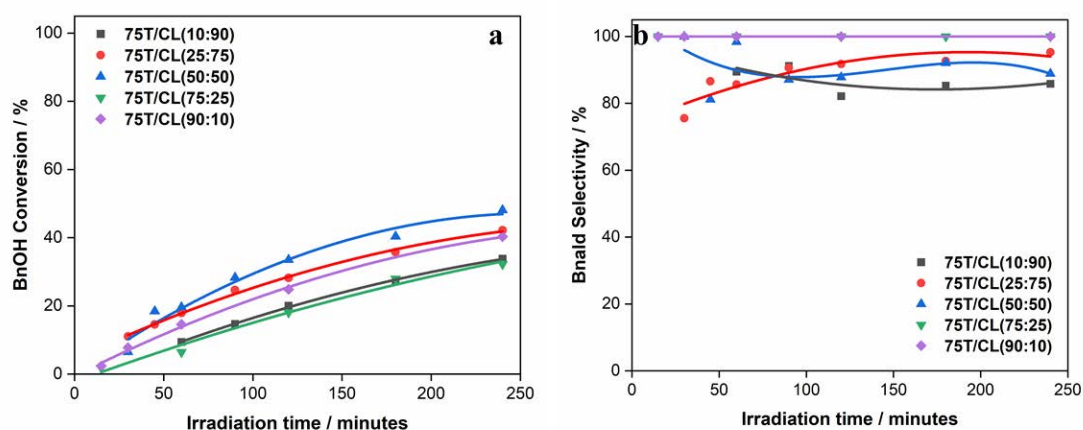 a
75T/CL(10:90)
75T/CL(25:75)
75T/CL(50:50)
75T/CL(75:25)
75T/CL(90:10)
BnOH Conversion / %
100
80
60
40
20
0
0 50 100 150 200 250
Irradiation time / minutes
b
Bnald Selectivity / %
100
80
60
40
20
0
75T/CL(10:90)
75T/CL(25:75)
75T/CL(50:50)
75T/CL(75:25)
75T/CL(90:10)
0 50 100 150 200 250
Irradiation time / minutes